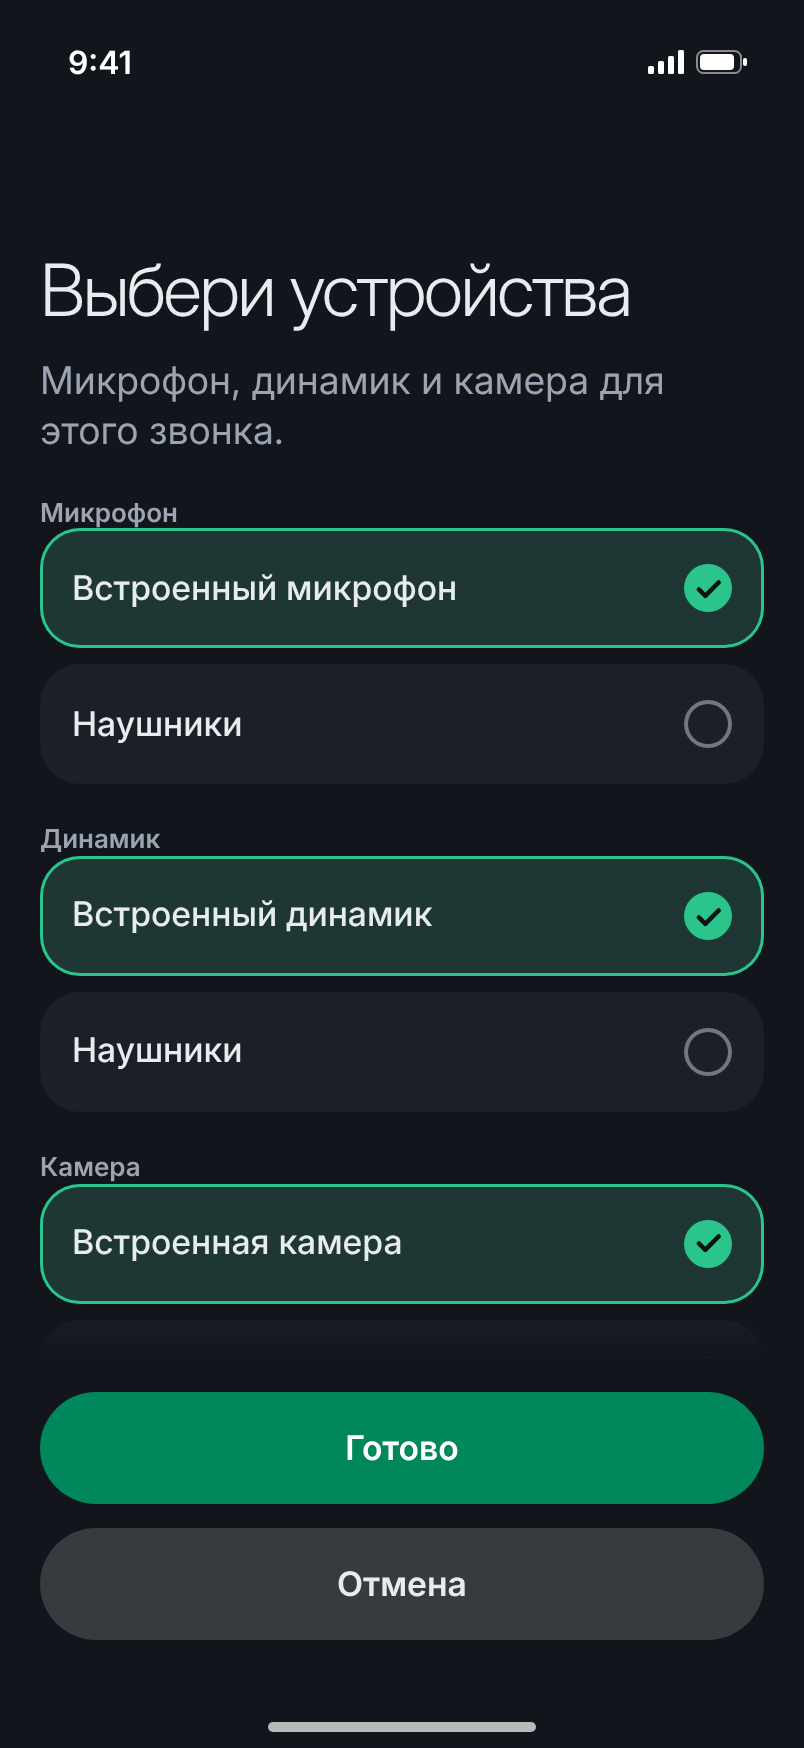 9:41
Выбери устройства
Микрофон, динамик и камера для
этого звонка.
Микрофон
Встроенный микрофон
Наушники
Динамик
Встроенный динамик
Наушники
Камера
Встроенная камера
Готово
Отмена